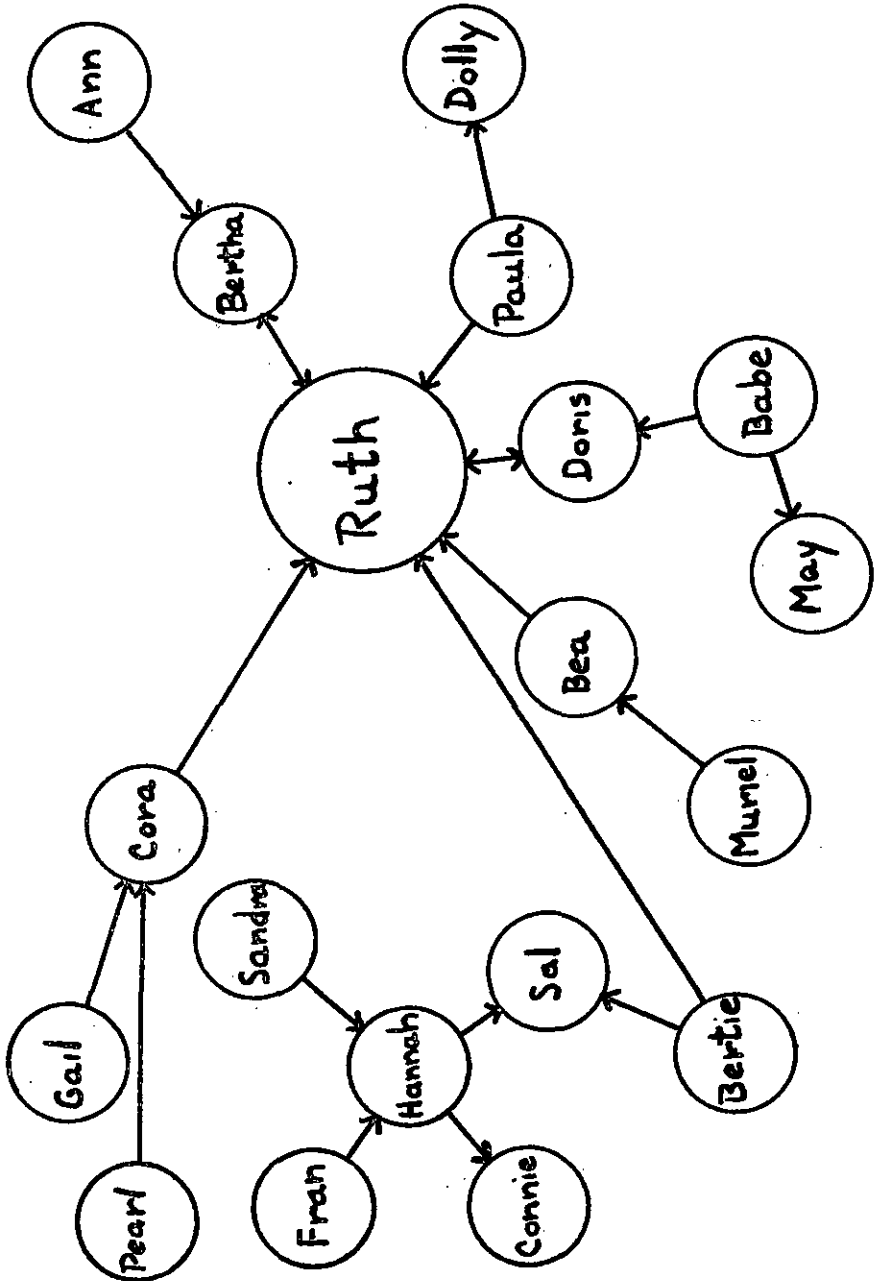 Gail
Ann
Pearl
Cora
Bertha
Sandra
Fran
Ruth
Hannah
Dolly
Paula
Connie
Sal
Bea
Doris
Bertie
Muriel
Babe
May